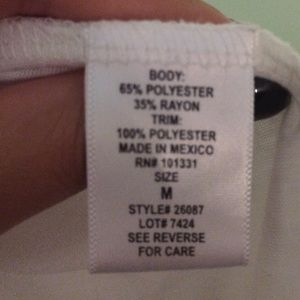 BODY:
65% POLYESTER
35% RAYON
TRIM:
100% POLYESTER
MADE IN MEXICO
RN# 101331
SIZE
M
STYLE# 26087
LOT# 7424
SEE REVERSE
FOR CARE